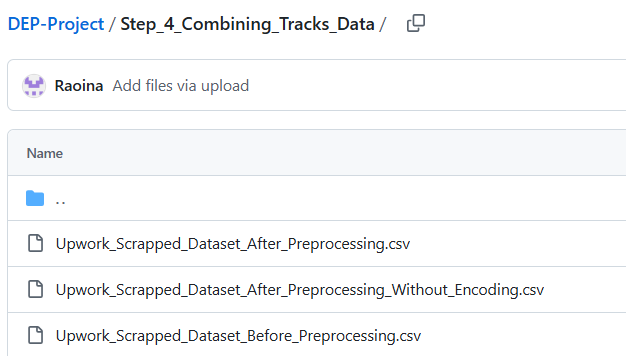 DEP-Project / Step_4_Combining_Tracks_Data /
Raoina Add files via upload
Name
..
Upwork_Scrapped_Dataset_After_Preprocessing.csv
Upwork_Scrapped_Dataset_After_Preprocessing_Without_Encoding.csv
Upwork_Scrapped_Dataset_Before_Preprocessing.csv